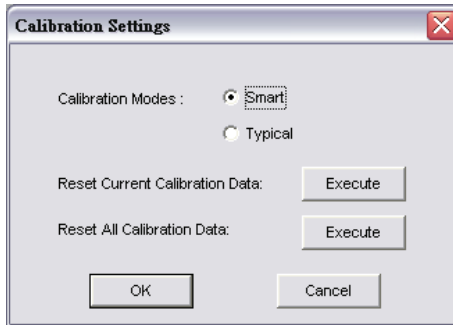 Calibration Settings
Calibration Modes : Smart
Typical
Reset Current Calibration Data: Execute
Reset All Calibration Data: Execute
OK Cancel